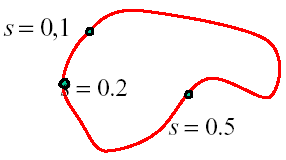 s = 0,1
s = 0.2
s = 0.5